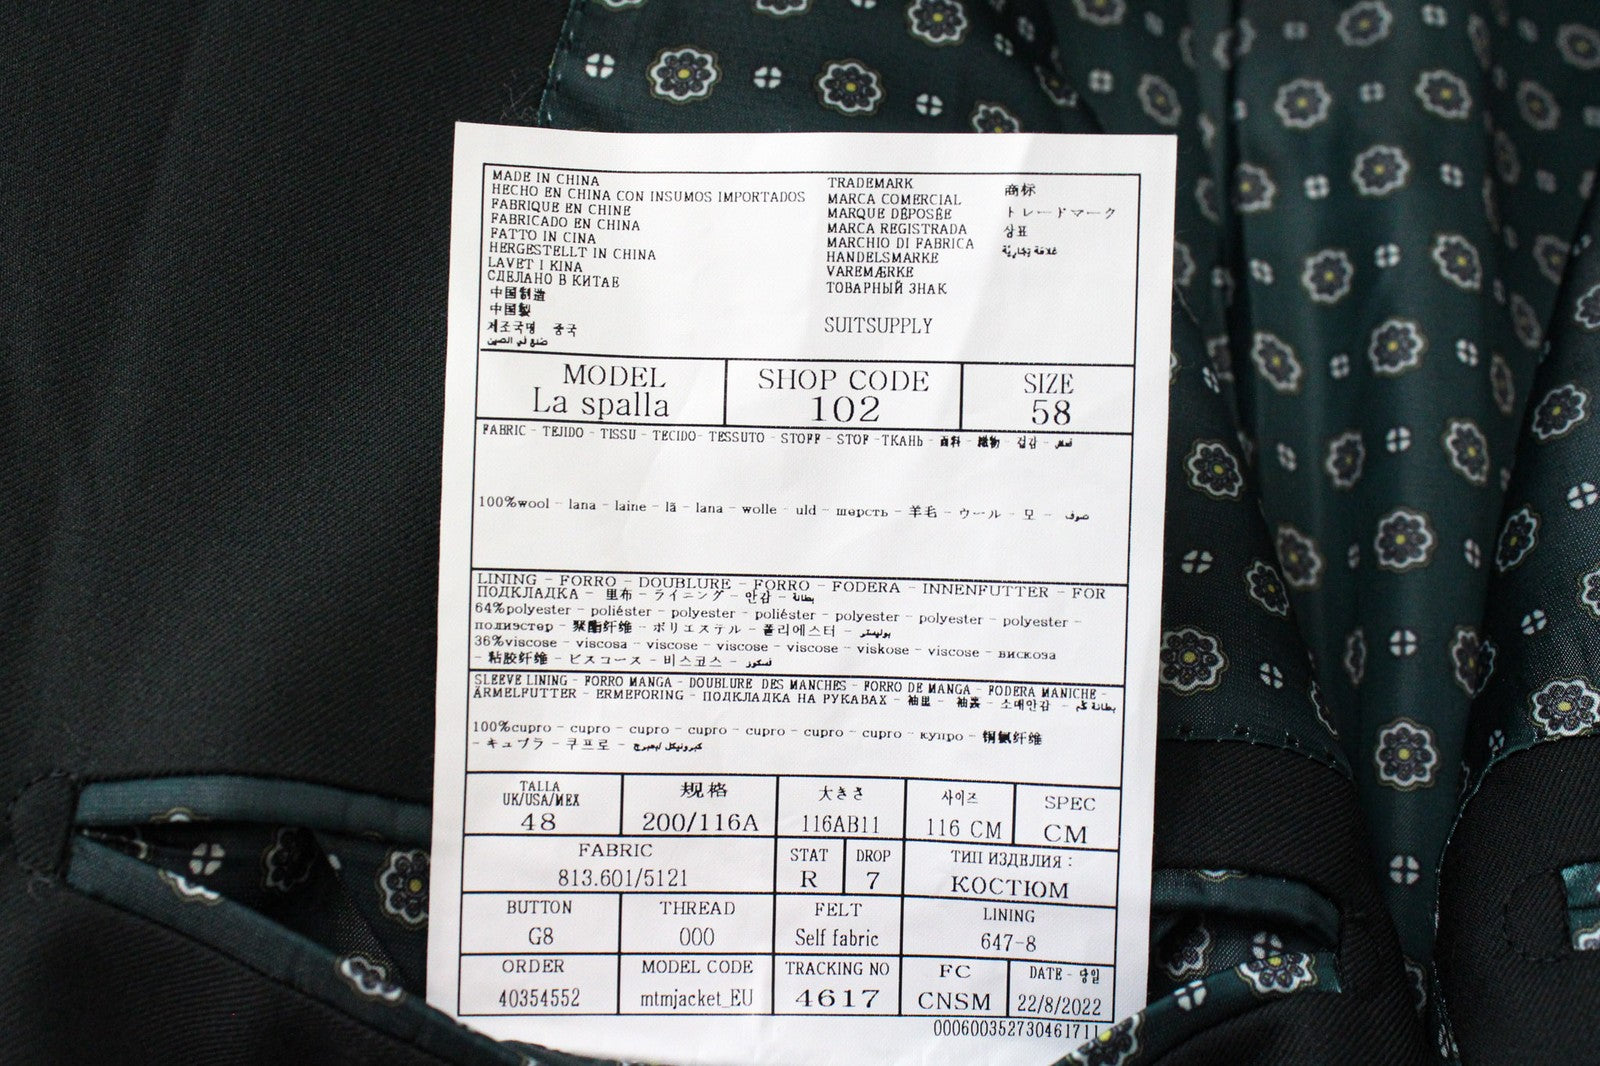 MADE IN CHINA
HECHO EN CHINA CON INSUMOS IMPORTADOS
FABRIQUE EN CHINE
FABRICADO EN CHINA
FATTO IN CINA
HERGESTELLT IN CHINA
LAVET I KINA
СДЕЛАНО В КИТАЕ
中国制造
中国製
제조국명 중국
صنع في الصين
TRADEMARK
MARCA COMERCIAL
MARQUE DÉPOSÉE
MARCA REGISTRADA
MARCHIO DI FABRICA
HANDELSMARKE
VAREMÆRKE
ТОВАРНЫЙ ЗНАК
商标
トレードマーク
상표
علامة تجارية
SUITSUPPLY
MODEL
La spalla
SHOP CODE
102
SIZE
58
FABRIC - TEJIDO - TISSU - TECIDO- TESSUTO - STOFF - STOF -ТКАНЬ - 面料 - 織物 - 겉감 - قماش
100%wool - lana - laine - lã - lana - wolle - uld - шерсть - 羊毛 - ウール - 모 - صوف
LINING - FORRO - DOUBLURE - FORRO - FODERA - INNENFUTTER - FOR
ПОДКЛАДКА - 里布 - ライニング - 안감 - بطانة
64%polyester - poliéster - polyester - poliéster - polyester - polyester - polyester -
полиэстер - 聚酯纤维 - ポリエステル - 폴리에스터 - بوليستر
36%viscose - viscosa - viscose - viscose - viscose - viskose - viscose - вискоза
- 粘胶纤维 - ビスコース - 비스코스 - فسكوز
SLEEVE LINING - FORRO MANGA - DOUBLURE DES MANCHES - FORRO DE MANGA - FODERA MANICHE -
ÄRMELFUTTER - ERMEFORING - ПОДКЛАДКА НА РУКАВАХ - 袖里 - 袖裏 - 소매안감 - بطانة كم
100%cupro - cupro - cupro - cupro - cupro - cupro - cupro - купро - 铜氨纤维
- キュプラ - 쿠프로 -
TALLA
UK/USA/MEX
48
规格
200/116A
大きさ
116AB11
사이즈
116 CM
SPEC
CM
FABRIC
813.601/5121
STAT
R
DROP
7
ТИП ИЗДЕЛИЯ :
КОСТЮМ
BUTTON
G8
THREAD
000
FELT
Self fabric
LINING
647-8
ORDER
40354552
MODEL CODE
mtmjacket_EU
TRACKING NO
4617
FC
CNSM
DATE - 당일
22/8/2022
000600352730461711